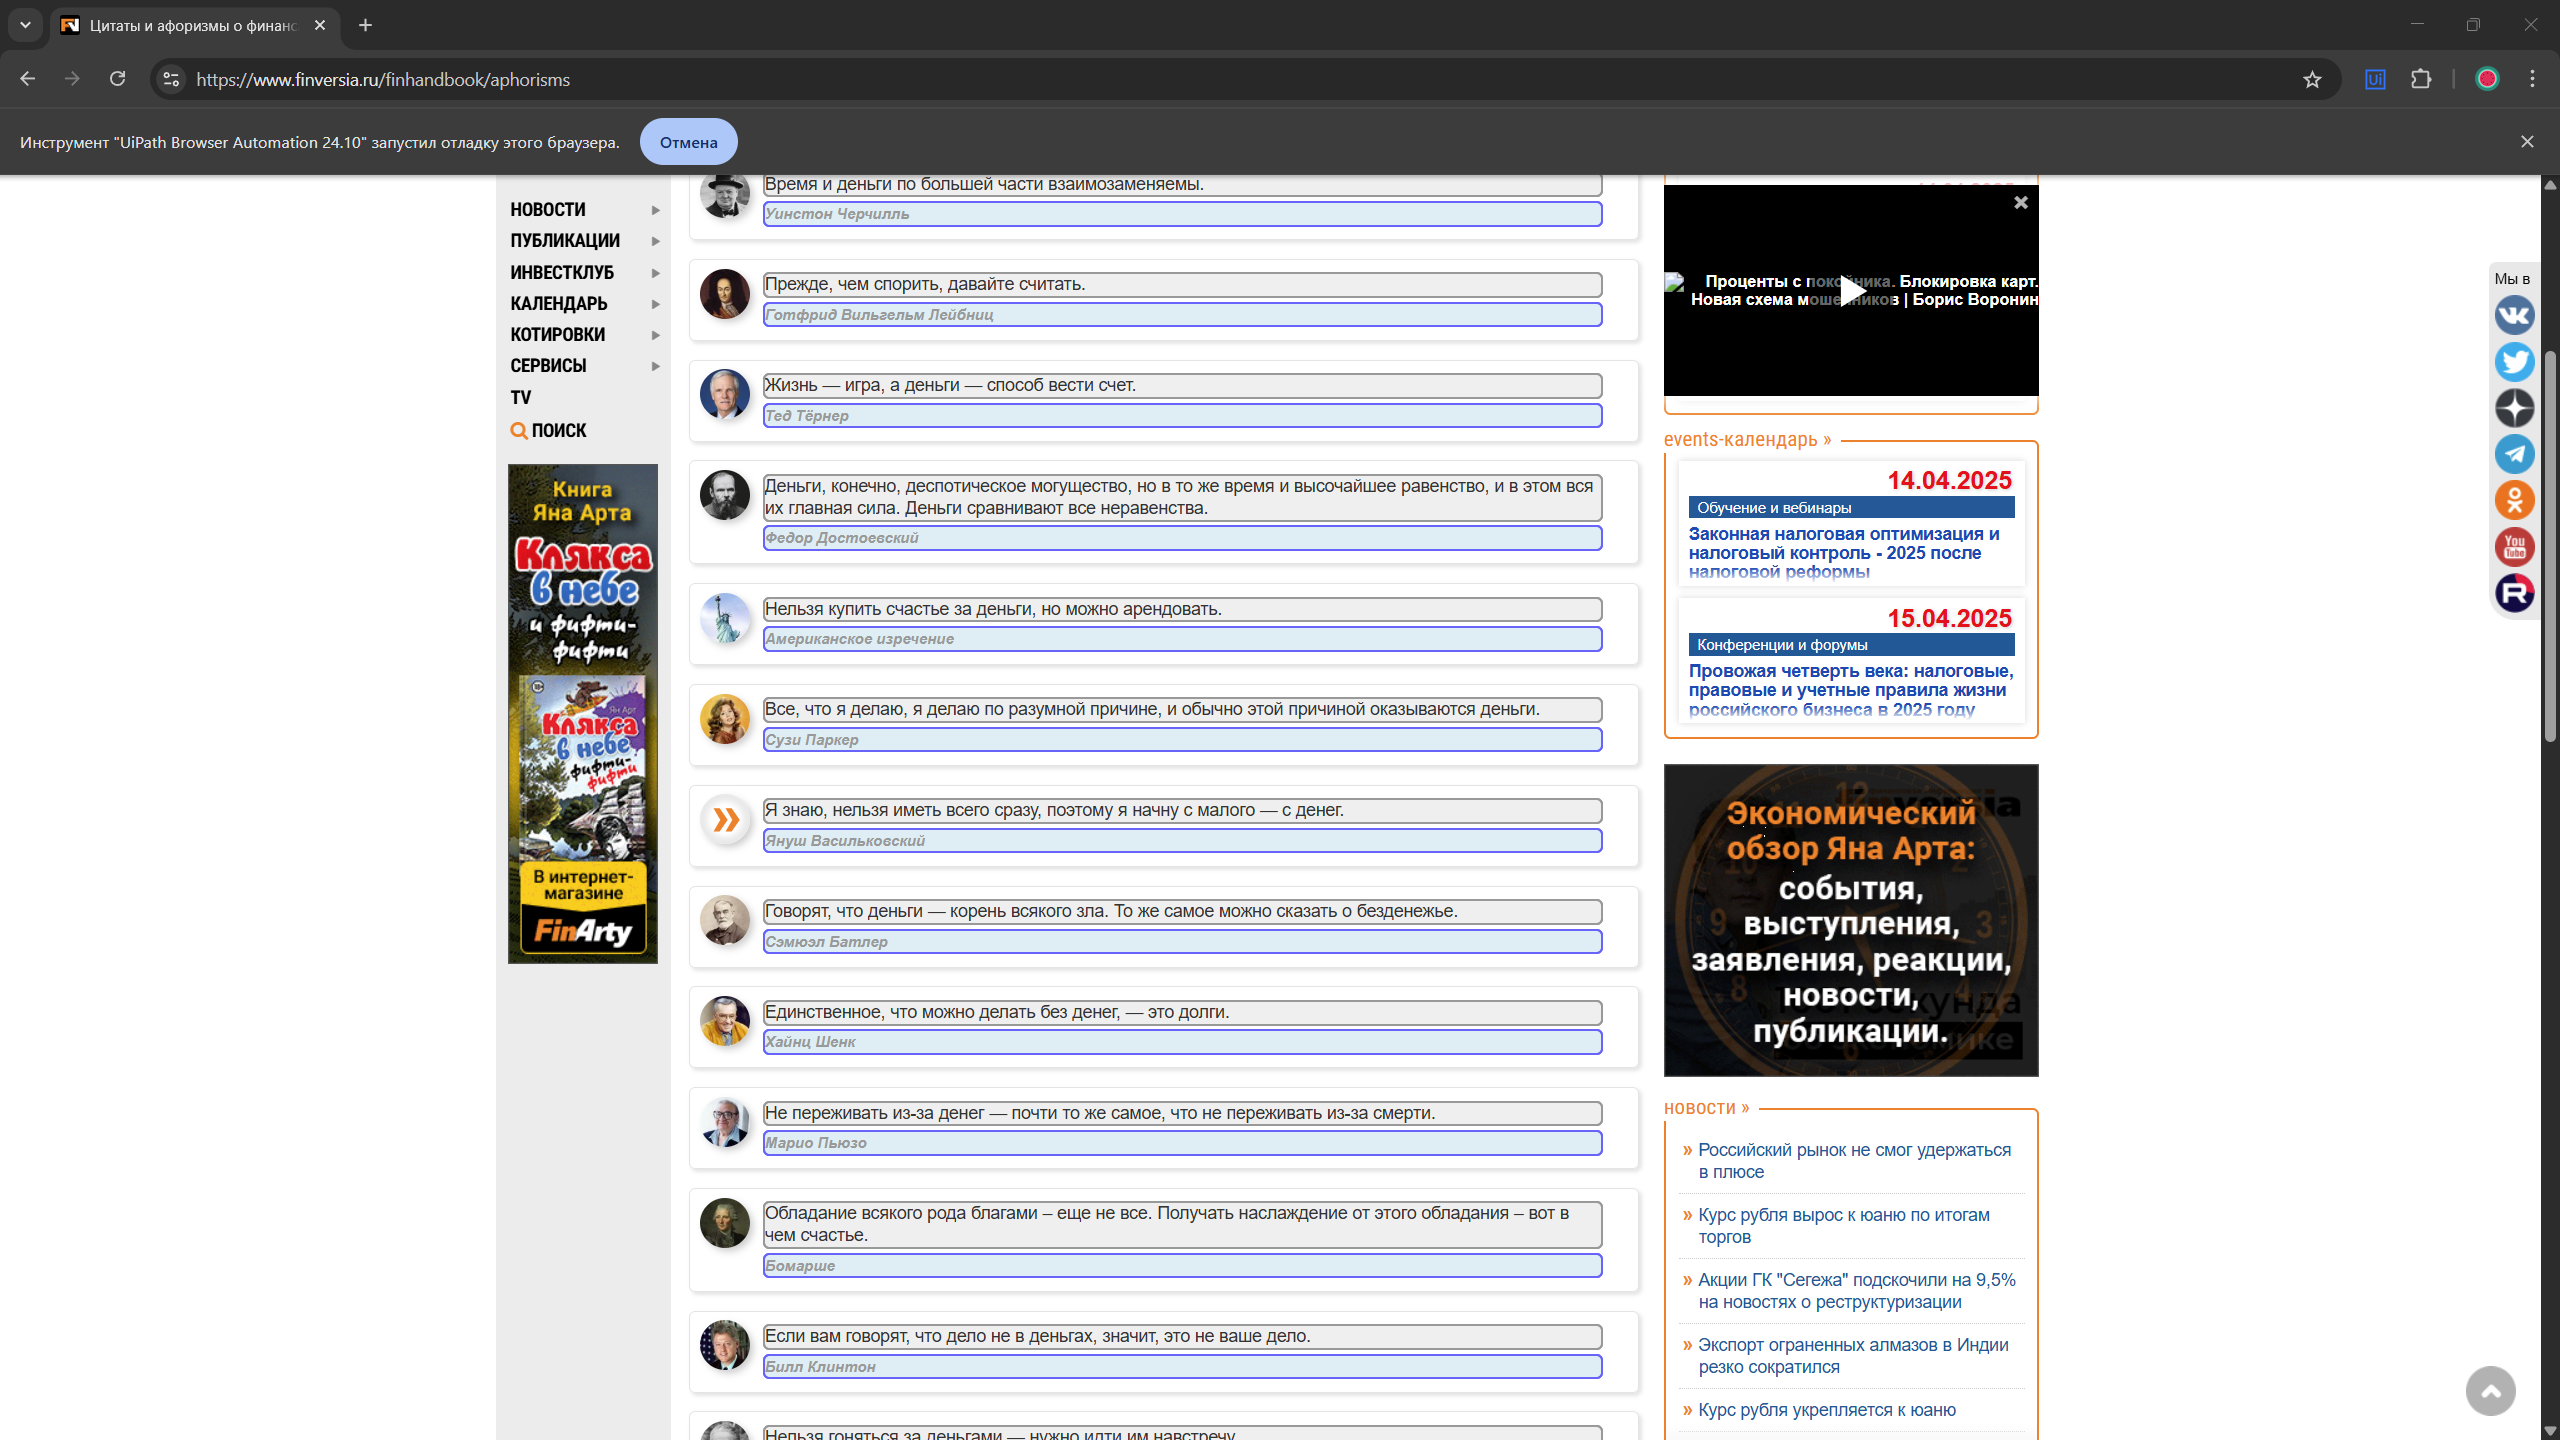 Цитаты и афоризмы о финанс
https://www.finversia.ru/finhandbook/aphorisms
Инструмент "UiPath Browser Automation 24.10" запустил отладку этого браузера.
Отмена
НОВОСТИ
ПУБЛИКАЦИИ
ИНВЕСТКЛУБ
КАЛЕНДАРЬ
КОТИРОВКИ
СЕРВИСЫ
TV
ПОИСК
Книга
Яна Арта
Клякса
в небе
и фифти-
фифти
Ян Арт
Клякса
в небе
фифти-
фифти
В интернет-
магазине
FinArty
Время и деньги по большей части взаимозаменяемы.
Уинстон Черчилль
Прежде, чем спорить, давайте считать.
Готфрид Вильгельм Лейбниц
Жизнь — игра, а деньги — способ вести счет.
Тед Тёрнер
Деньги, конечно, деспотическое могущество, но в то же время и высочайшее равенство, и в этом вся
их главная сила. Деньги сравнивают все неравенства.
Федор Достоевский
Нельзя купить счастье за деньги, но можно арендовать.
Американское изречение
Все, что я делаю, я делаю по разумной причине, и обычно этой причиной оказываются деньги.
Сузи Паркер
Я знаю, нельзя иметь всего сразу, поэтому я начну с малого — с денег.
Януш Васильковский
Говорят, что деньги — корень всякого зла. То же самое можно сказать о безденежье.
Сэмюэл Батлер
Единственное, что можно делать без денег, — это долги.
Хайнц Шенк
Не переживать из-за денег — почти то же самое, что не переживать из-за смерти.
Марио Пьюзо
Обладание всякого рода благами – еще не все. Получать наслаждение от этого обладания – вот в
чем счастье.
Бомарше
Если вам говорят, что дело не в деньгах, значит, это не ваше дело.
Билл Клинтон
Нельзя гоняться за деньгами — нужно идти им навстречу.
Проценты с покойника. Блокировка карт.
Новая схема мошенников | Борис Воронин
events-календарь »
14.04.2025
Обучение и вебинары
Законная налоговая оптимизация и
налоговый контроль - 2025 после
налоговой реформы
15.04.2025
Конференции и форумы
Провожая четверть века: налоговые,
правовые и учетные правила жизни
российского бизнеса в 2025 году
Экономический
обзор Яна Арта:
события,
выступления,
заявления, реакции,
новости,
публикации.
новости »
» Российский рынок не смог удержаться
в плюсе
» Курс рубля вырос к юаню по итогам
торгов
» Акции ГК "Сегежа" подскочили на 9,5%
на новостях о реструктуризации
» Экспорт ограненных алмазов в Индии
резко сократился
» Курс рубля укрепляется к юаню
Мы в
You
Tube